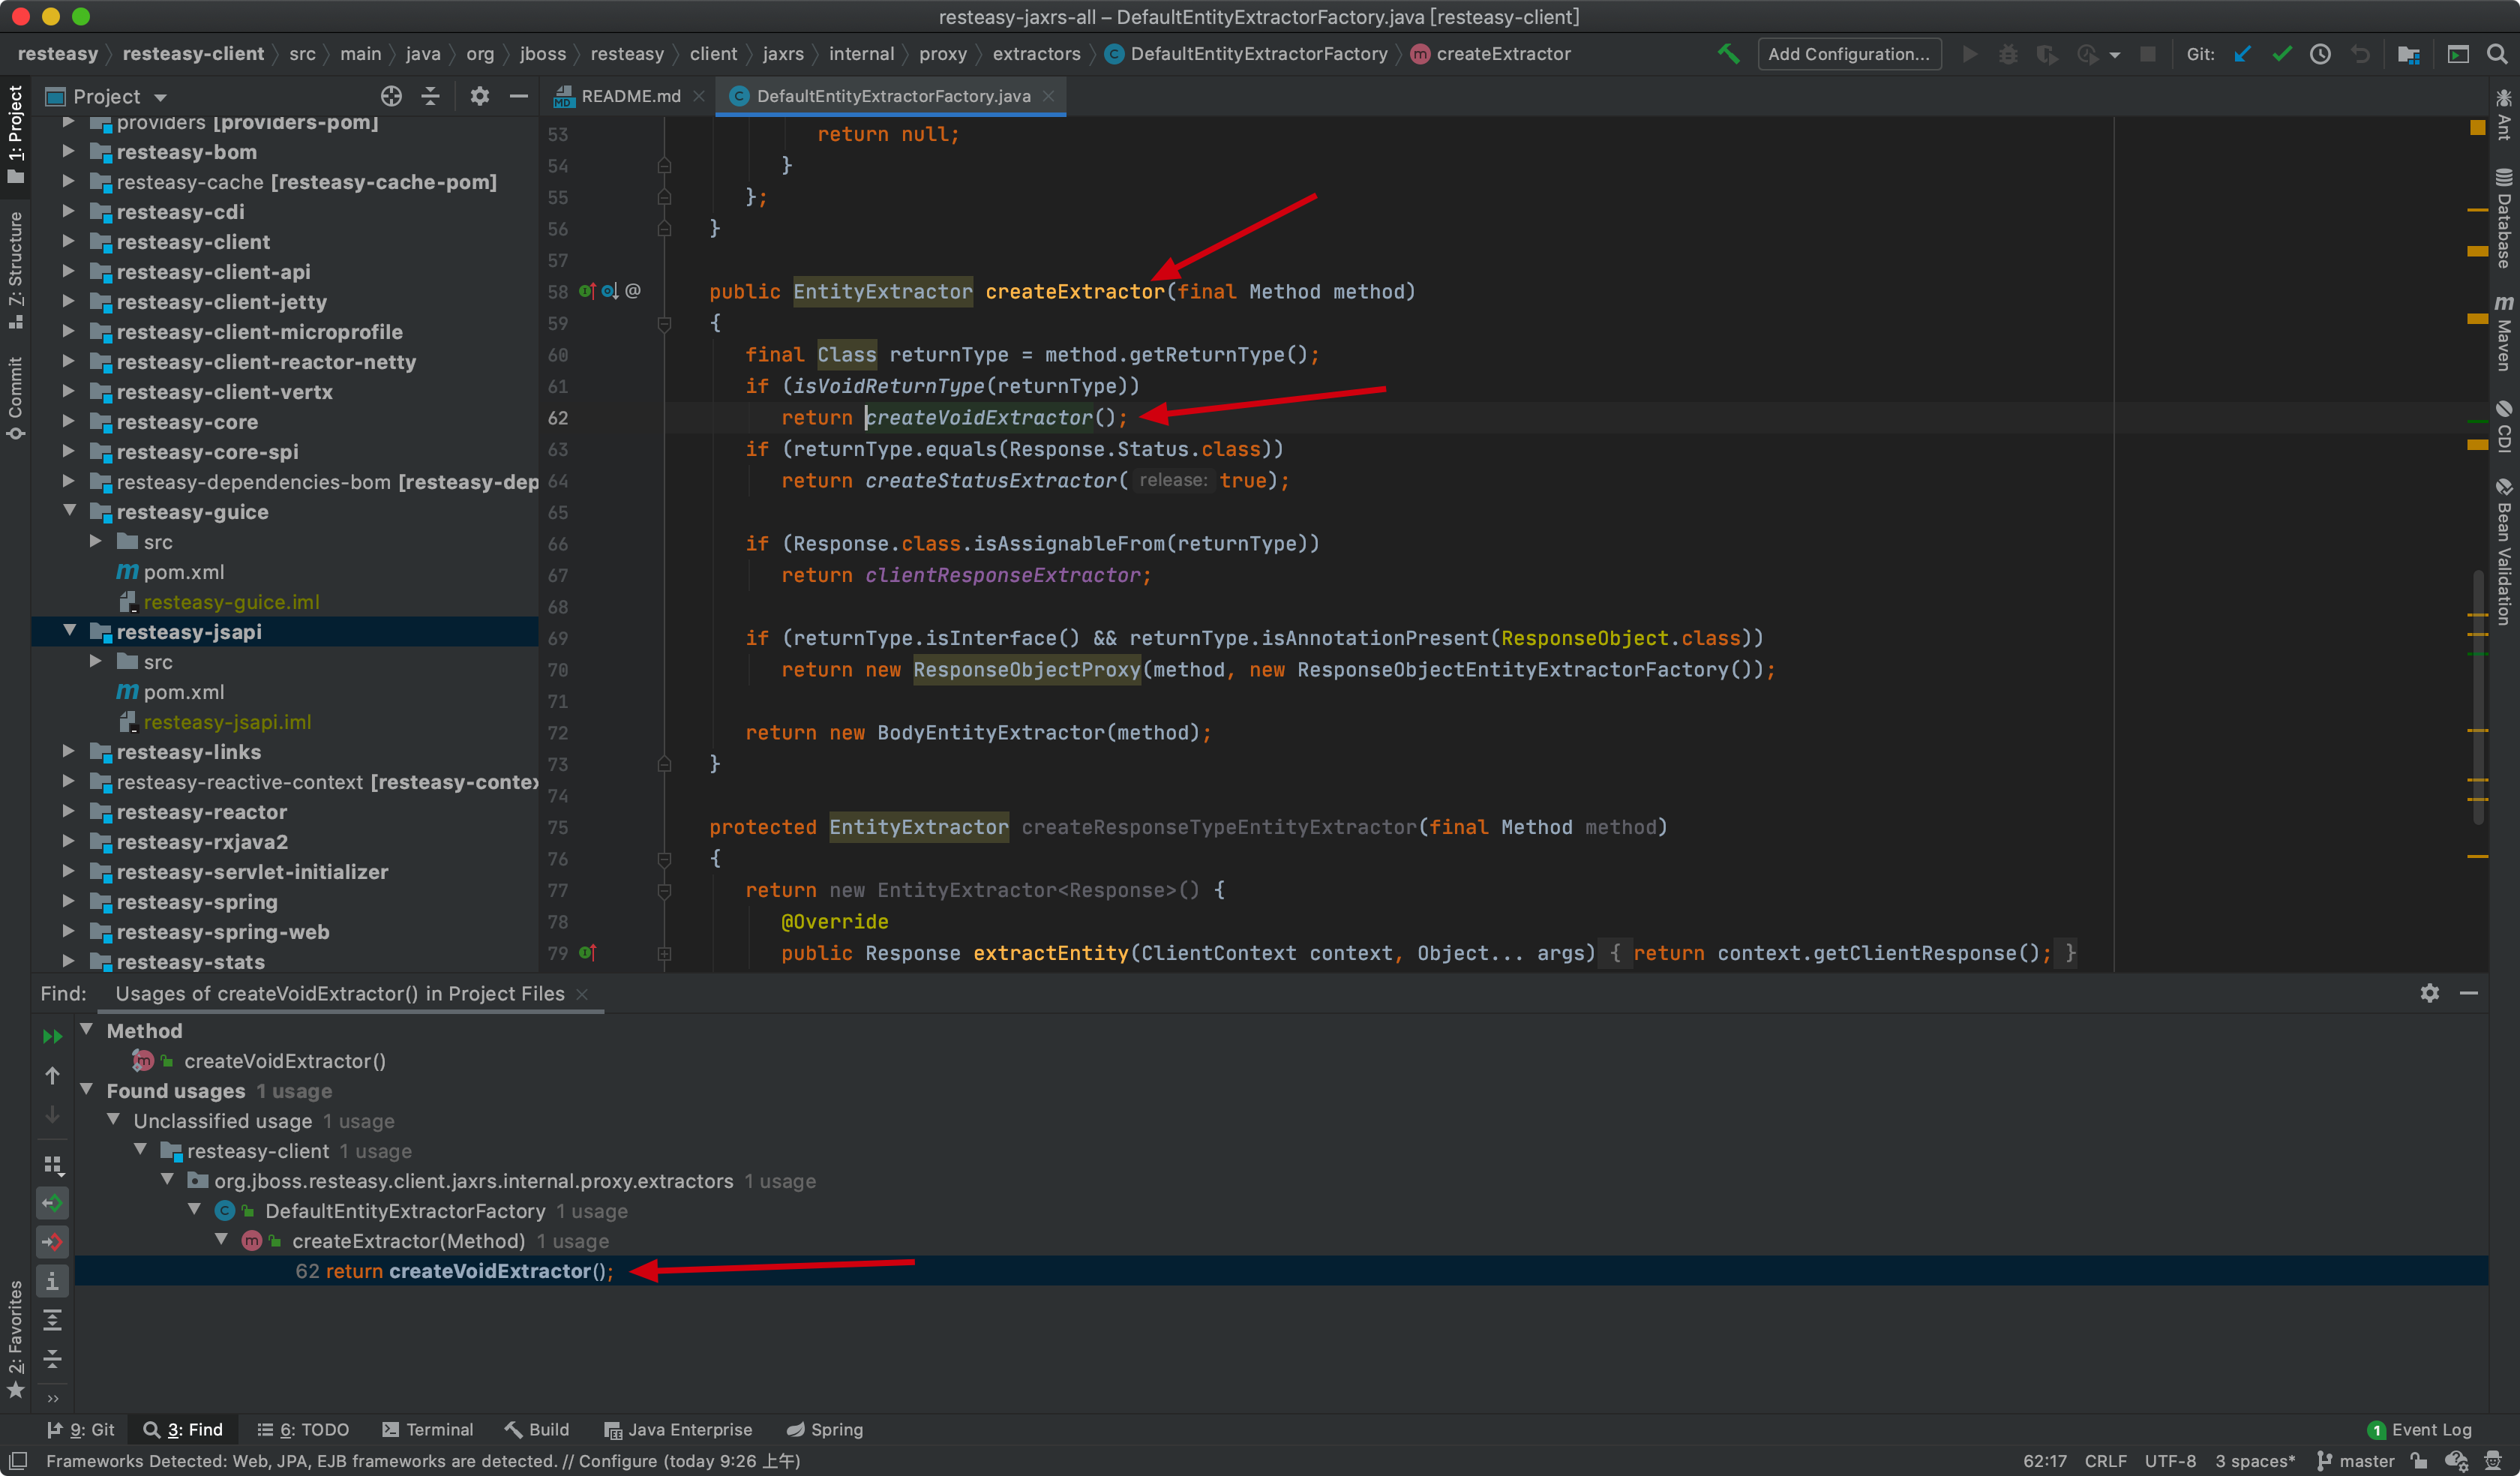 resteasy-jaxrs-all – DefaultEntityExtractorFactory.java [resteasy-client]
resteasy resteasy-client src main java org jboss resteasy client jaxrs internal proxy extractors DefaultEntityExtractorFactory createExtractor Add Configuration... Git:
Project
README.md DefaultEntityExtractorFactory.java
1: Project
Z: Structure
Commit
2: Favorites
providers [providers-pom]
resteasy-bom
resteasy-cache [resteasy-cache-pom]
resteasy-cdi
resteasy-client
resteasy-client-api
resteasy-client-jetty
resteasy-client-microprofile
resteasy-client-reactor-netty
resteasy-client-vertx
resteasy-core
resteasy-core-spi
resteasy-dependencies-bom [resteasy-dep
resteasy-guice
src
pom.xml
resteasy-guice.iml
resteasy-jsapi
src
pom.xml
resteasy-jsapi.iml
resteasy-links
resteasy-reactive-context [resteasy-contex
resteasy-reactor
resteasy-rxjava2
resteasy-servlet-initializer
resteasy-spring
resteasy-spring-web
resteasy-stats
53 return null;
54 }
55 };
56 }
57
58 @ public EntityExtractor createExtractor(final Method method)
59 {
60 final Class returnType = method.getReturnType();
61 if (isVoidReturnType(returnType))
62 return createVoidExtractor();
63 if (returnType.equals(Response.Status.class))
64 return createStatusExtractor( release: true);
65
66 if (Response.class.isAssignableFrom(returnType))
67 return clientResponseExtractor;
68
69 if (returnType.isInterface() && returnType.isAnnotationPresent(ResponseObject.class))
70 return new ResponseObjectProxy(method, new ResponseObjectEntityExtractorFactory());
71
72 return new BodyEntityExtractor(method);
73 }
74
75 protected EntityExtractor createResponseTypeEntityExtractor(final Method method)
76 {
77 return new EntityExtractor<Response>() {
78 @Override
79 public Response extractEntity(ClientContext context, Object... args) { return context.getClientResponse(); }
Ant
Database
Maven
CDI
Bean Validation
Find: Usages of createVoidExtractor() in Project Files
Method
createVoidExtractor()
Found usages 1 usage
Unclassified usage 1 usage
resteasy-client 1 usage
org.jboss.resteasy.client.jaxrs.internal.proxy.extractors 1 usage
DefaultEntityExtractorFactory 1 usage
createExtractor(Method) 1 usage
62 return createVoidExtractor();
9: Git 3: Find 6: TODO Terminal Build Java Enterprise Spring 1 Event Log
Frameworks Detected: Web, JPA, EJB frameworks are detected. // Configure (today 9:26 上午) 62:17 CRLF UTF-8 3 spaces* master